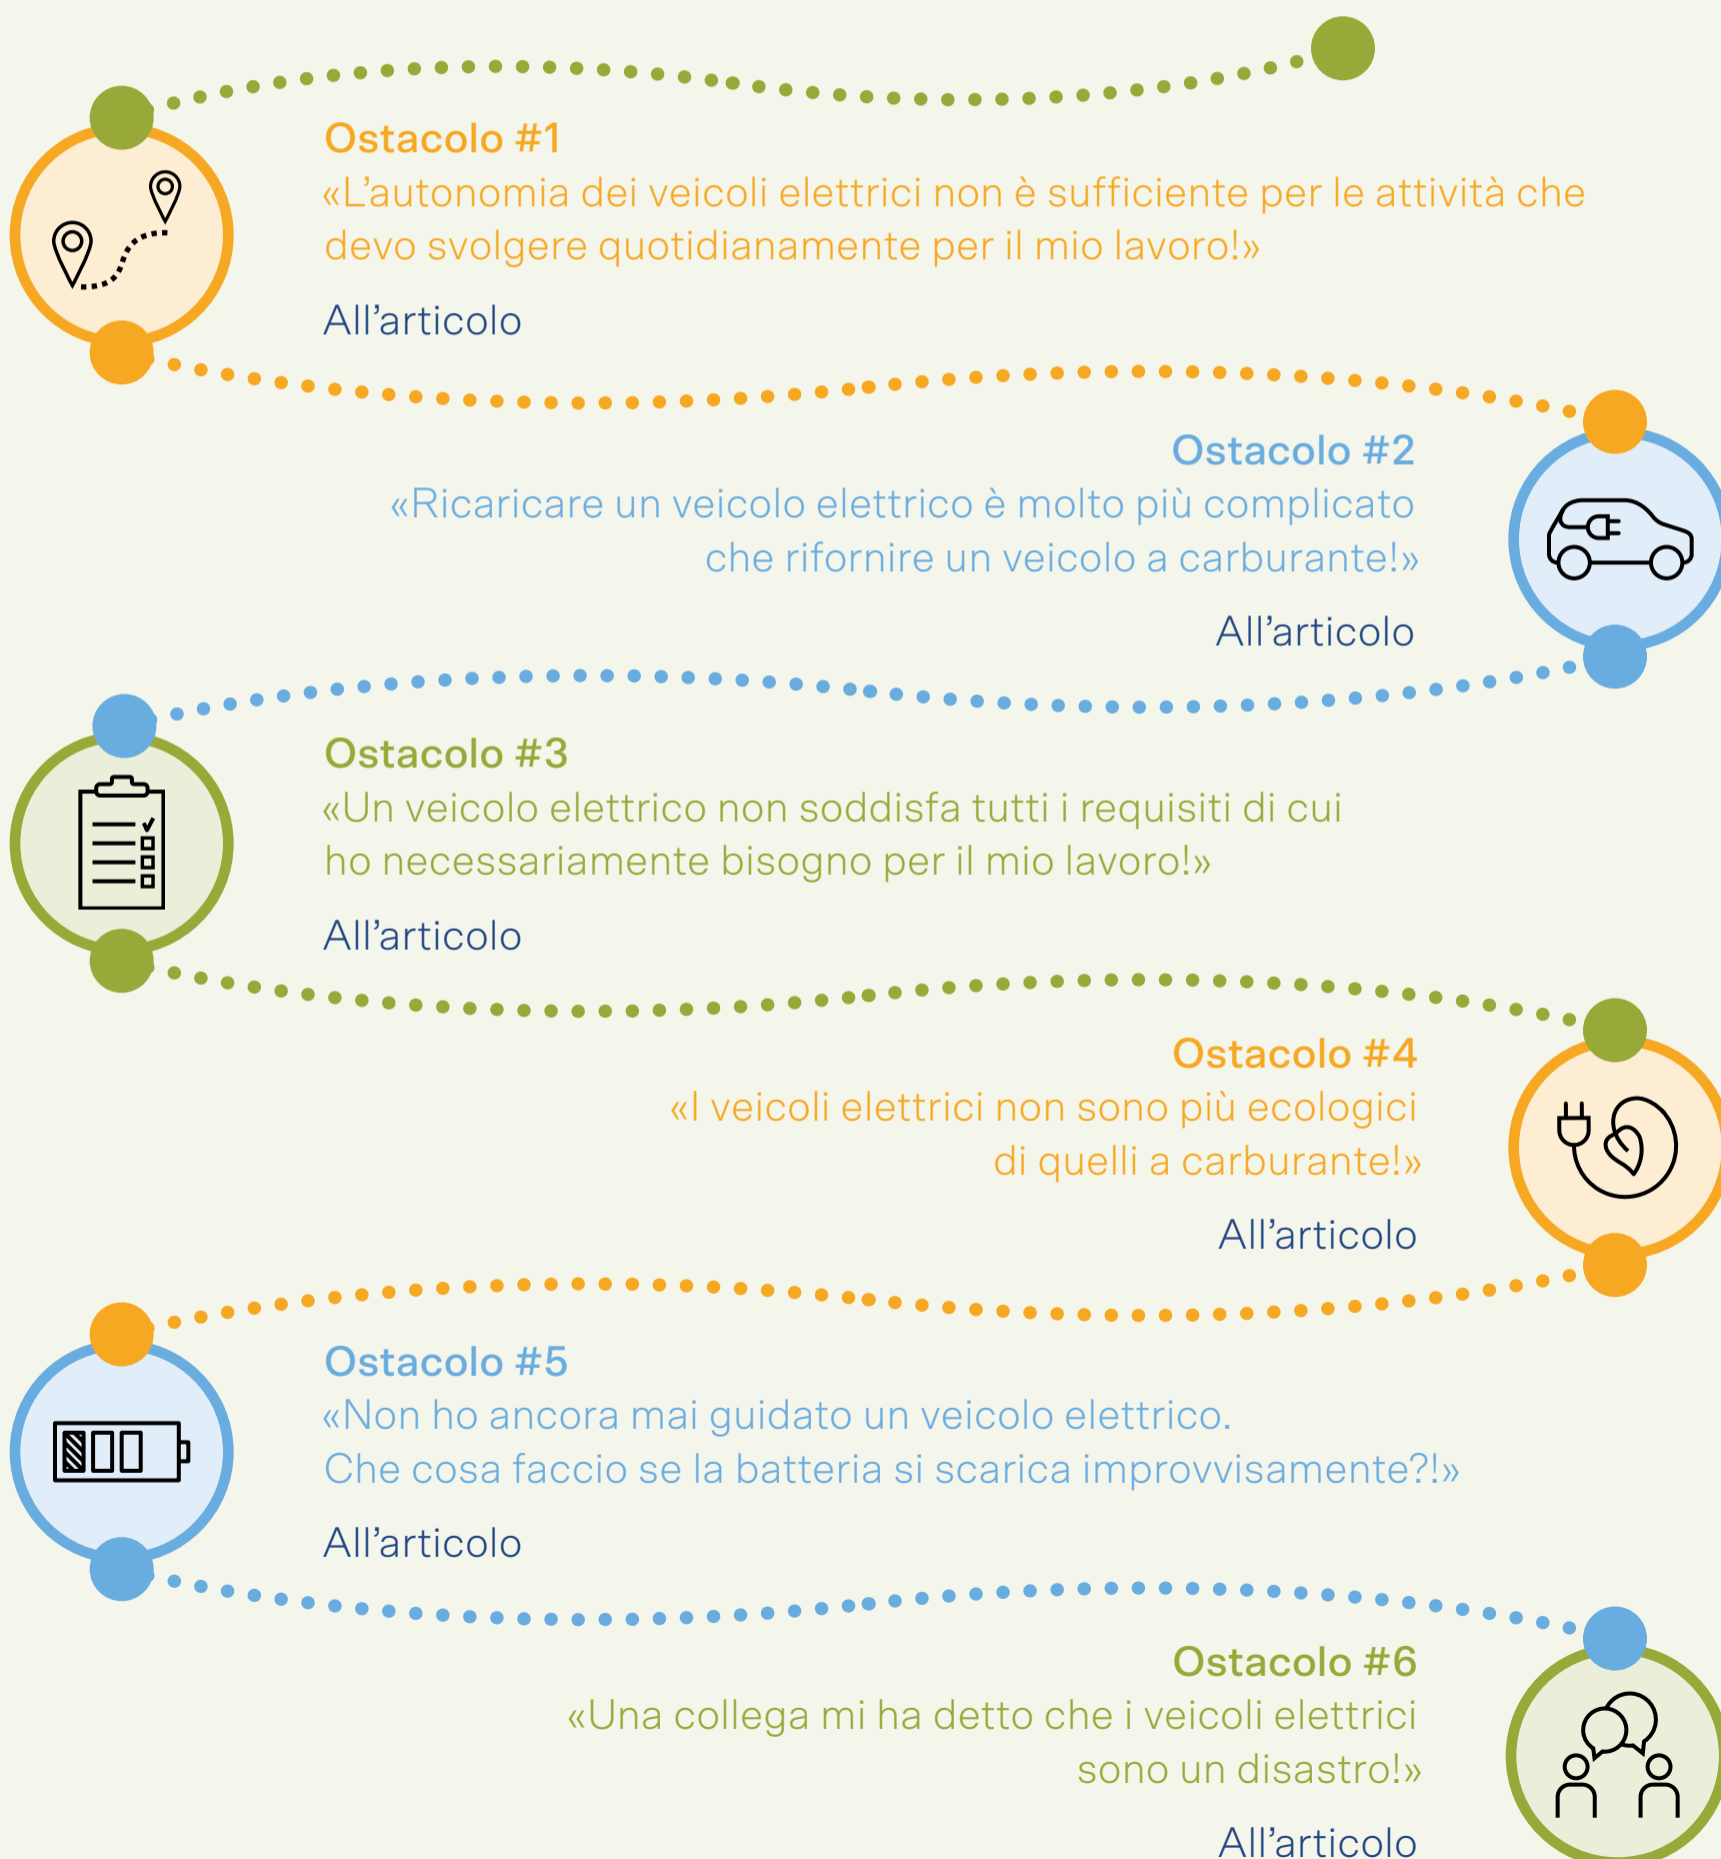 Ostacolo #1
«L’autonomia dei veicoli elettrici non è sufficiente per le attività che
devo svolgere quotidianamente per il mio lavoro!»
All’articolo
Ostacolo #2
«Ricaricare un veicolo elettrico è molto più complicato
che rifornire un veicolo a carburante!»
All’articolo
Ostacolo #3
«Un veicolo elettrico non soddisfa tutti i requisiti di cui
ho necessariamente bisogno per il mio lavoro!»
All’articolo
Ostacolo #4
«I veicoli elettrici non sono più ecologici
di quelli a carburante!»
All’articolo
Ostacolo #5
«Non ho ancora mai guidato un veicolo elettrico.
Che cosa faccio se la batteria si scarica improvvisamente?!»
All’articolo
Ostacolo #6
«Una collega mi ha detto che i veicoli elettrici
sono un disastro!»
All’articolo